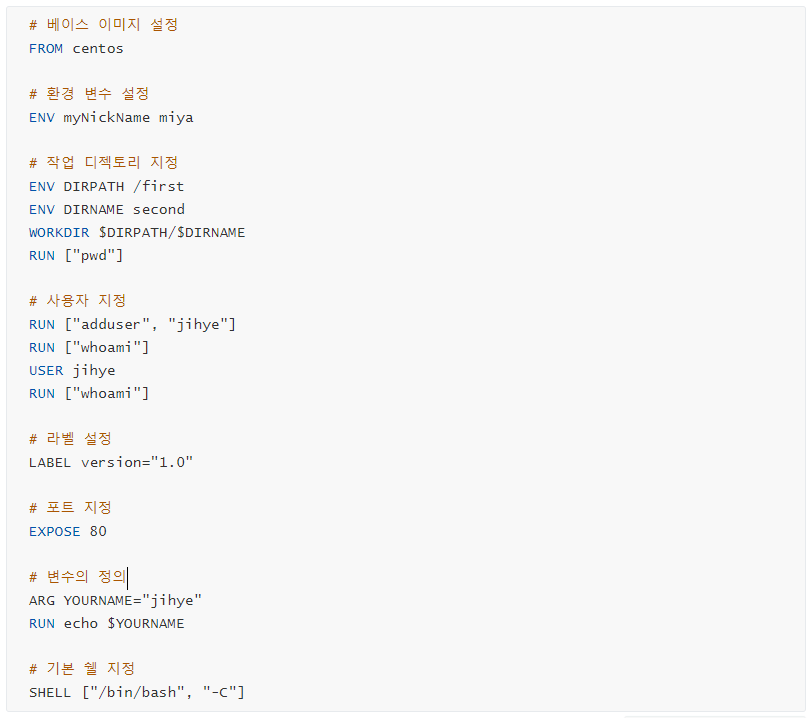 # 베이스 이미지 설정
FROM centos
# 환경 변수 설정
ENV myNickName miya
# 작업 디젝토리 지정
ENV DIRPATH /first
ENV DIRNAME second
WORKDIR $DIRPATH/$DIRNAME
RUN ["pwd"]
# 사용자 지정
RUN ["adduser", "jihye"]
RUN ["whoami"]
USER jihye
RUN ["whoami"]
# 라벨 설정
LABEL version="1.0"
# 포트 지정
EXPOSE 80
# 변수의 정의
ARG YOURNAME="jihye"
RUN echo $YOURNAME
# 기본 쉘 지정
SHELL ["/bin/bash", "-C"]